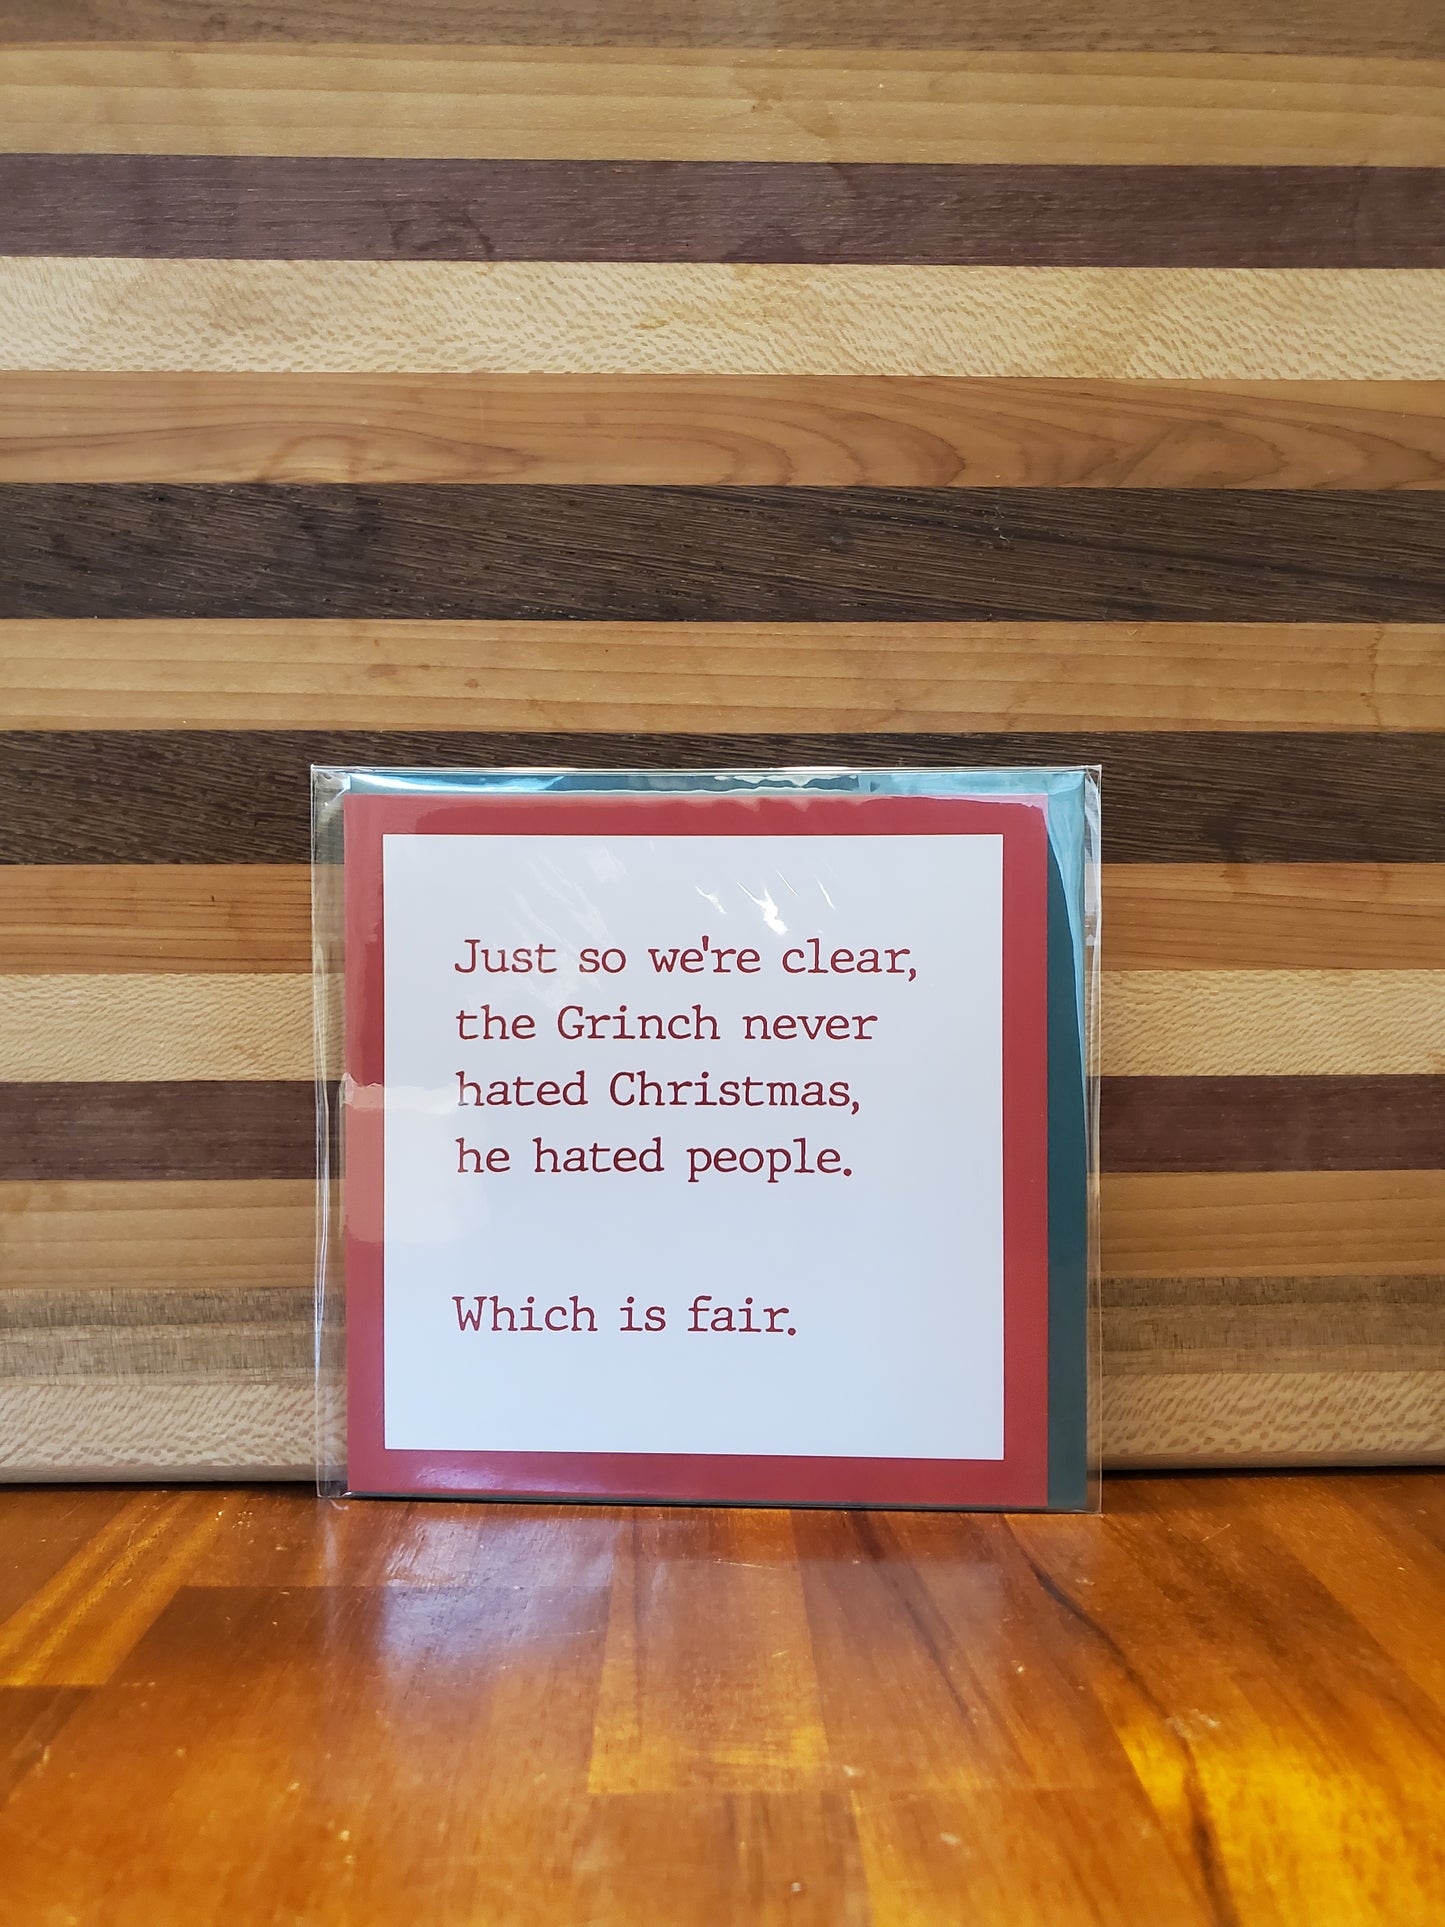 Just so we're clear,
the Grinch never
hated Christmas,
he hated people.
Which is fair.